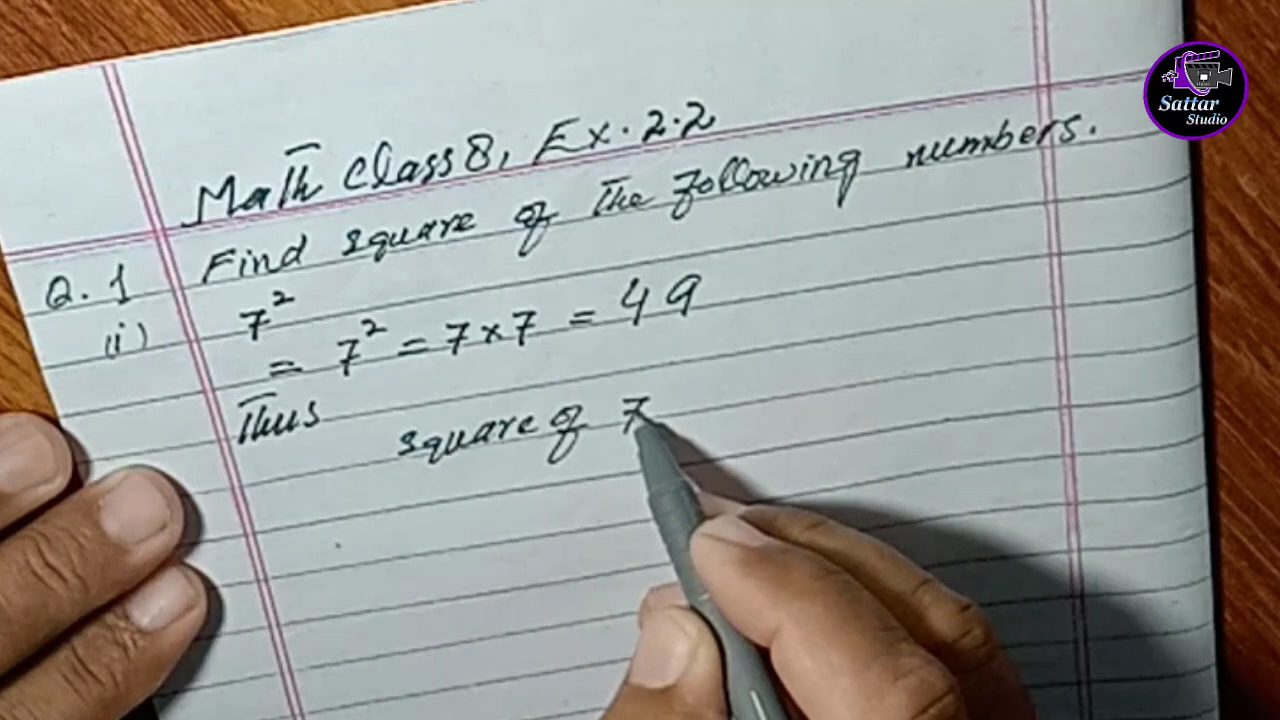 Math Class 8, Ex. 2.2
Q. 1 Find square of the following numbers.
(i) 7²
= 7² = 7×7 = 49
Thus square of 7
Sattar
Studio